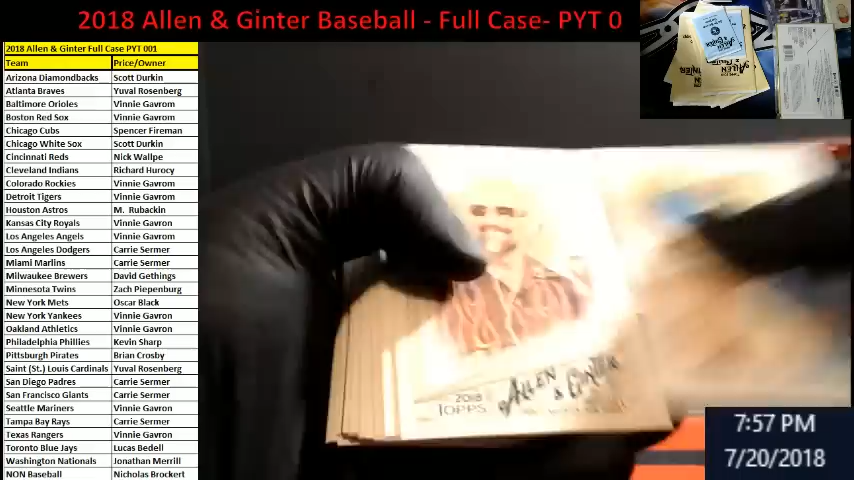 2018 Allen & Ginter Baseball - Full Case- PYT 0
2018 Allen & Ginter Full Case PYT 001
Team Price/Owner
Arizona Diamondbacks Scott Durkin
Atlanta Braves Yuval Rosenberg
Baltimore Orioles Vinnie Gavrom
Boston Red Sox Vinnie Gavrom
Chicago Cubs Spencer Fireman
Chicago White Sox Scott Durkin
Cincinnati Reds Nick Wallpe
Cleveland Indians Richard Hurocy
Colorado Rockies Vinnie Gavrom
Detroit Tigers Vinnie Gavrom
Houston Astros M. Rubackin
Kansas City Royals Vinnie Gavron
Los Angeles Angels Vinnie Gavrom
Los Angeles Dodgers Carrie Sermer
Miami Marlins Carrie Sermer
Milwaukee Brewers David Gethings
Minnesota Twins Zach Piepenburg
New York Mets Oscar Black
New York Yankees Vinnie Gavron
Oakland Athletics Vinnie Gavron
Philadelphia Phillies Kevin Sharp
Pittsburgh Pirates Brian Crosby
Saint (St.) Louis Cardinals Yuval Rosenberg
San Diego Padres Carrie Sermer
San Francisco Giants Carrie Sermer
Seattle Mariners Vinnie Gavron
Tampa Bay Rays Carrie Sermer
Texas Rangers Vinnie Gavron
Toronto Blue Jays Lucas Bedell
Washington Nationals Jonathan Merrill
NON Baseball Nicholas Brockert
2018
TOPPS
ALLEN & GINTER
ALLEN
7:57 PM
7/20/2018